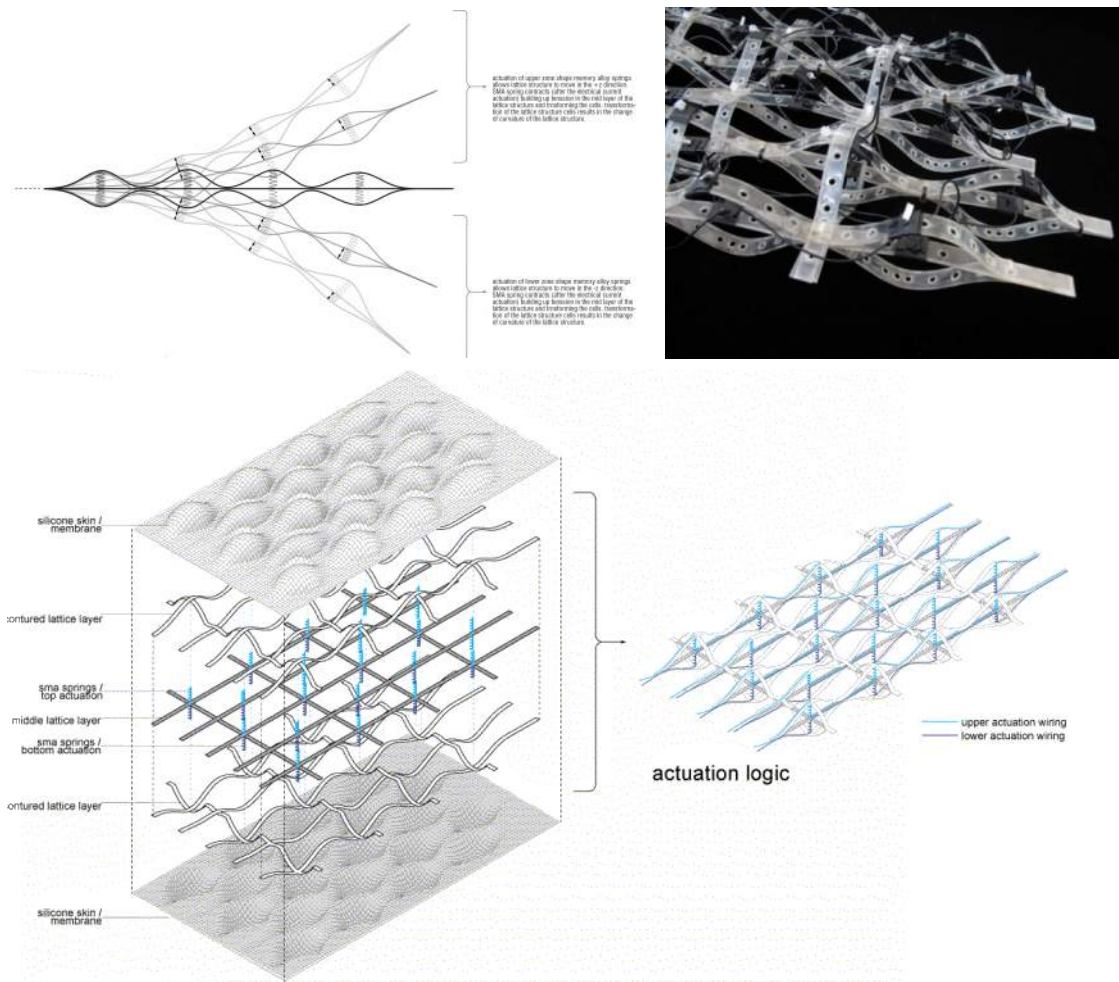 actuation of upper zone shape memory alloy springs
allows lattice structure to move in the + z direction.
SMA spring contracts (after the electrical current
actuation) building up tension in the mid layer of the
lattice structure and trnsforming the cells. transforma-
tion of the lattice structure cells results in the change
of curvature of the lattice structure.
actuation of lower zone shape memory alloy springs
allows lattice structure to move in the -z direction.
SMA spring contracts (after the electrical current
actuation) building up tension in the mid layer of the
lattice structure and trnsforming the cells. transforma-
tion of the lattice structure cells results in the change
of curvature of the lattice structure.
silicone skin /
membrane
ontured lattice layer
sma springs /
top actuation
middle lattice layer
sma springs /
bottom actuation
ontured lattice layer
silicone skin /
membrane
upper actuation wiring
lower actuation wiring
actuation logic